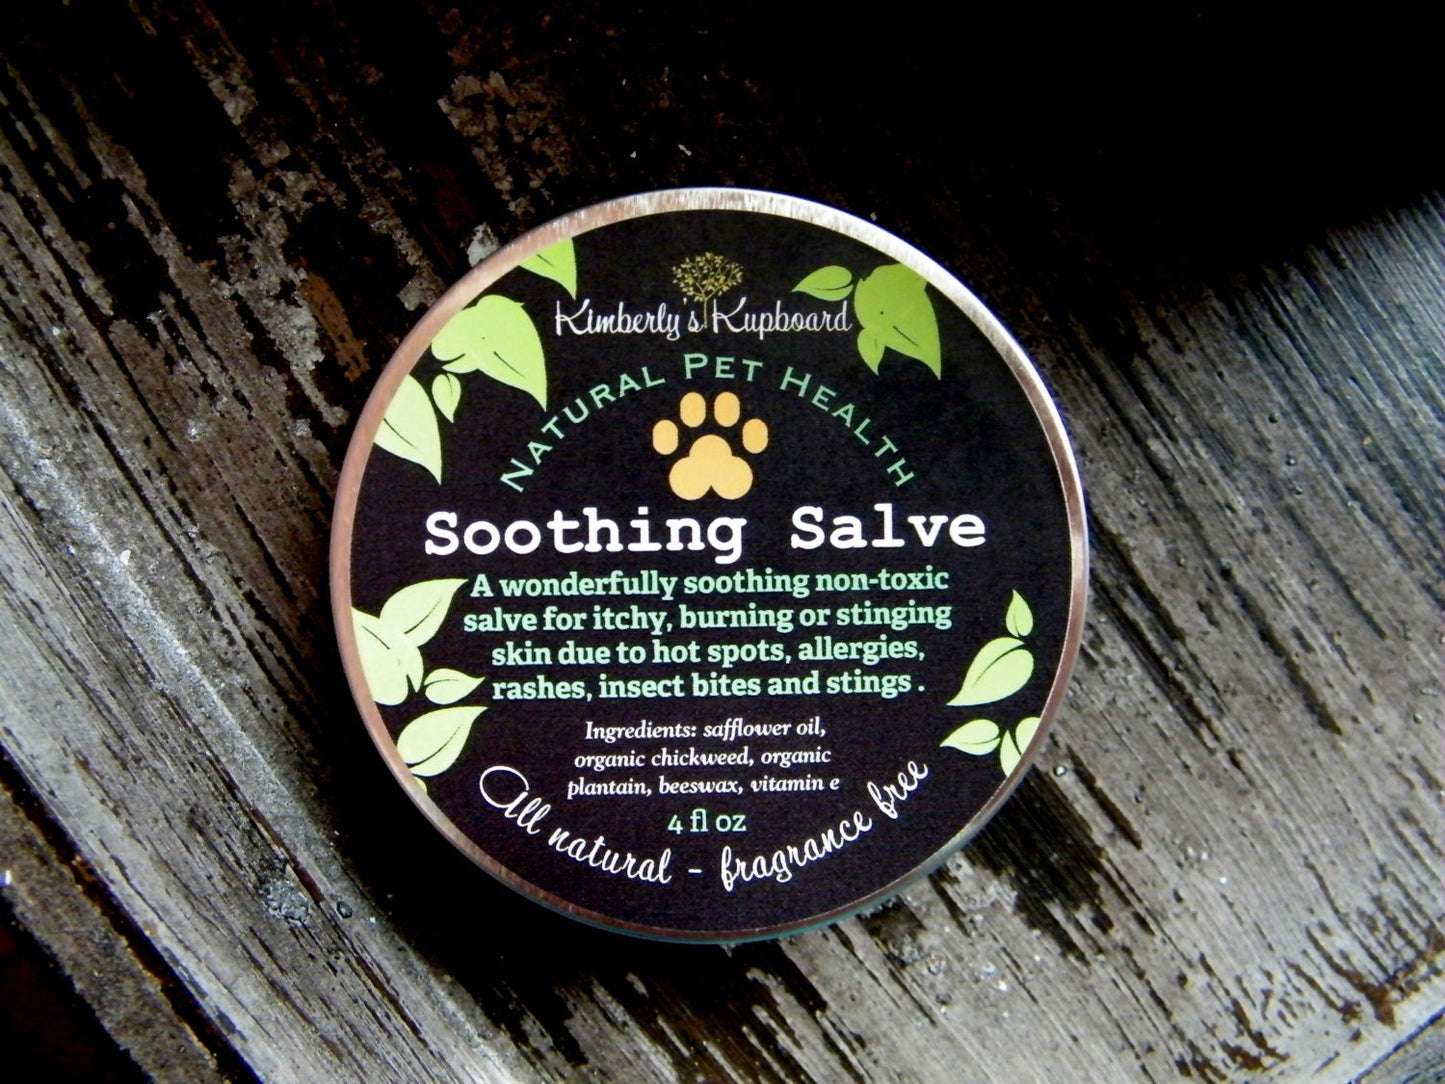 Kimberly's Kupboard
Natural Pet Health
Soothing Salve
A wonderfully soothing non-toxic
salve for itchy, burning or stinging
skin due to hot spots, allergies,
rashes, insect bites and stings .
Ingredients: safflower oil,
organic chickweed, organic
plantain, beeswax, vitamin e
4 fl oz
All natural - fragrance free